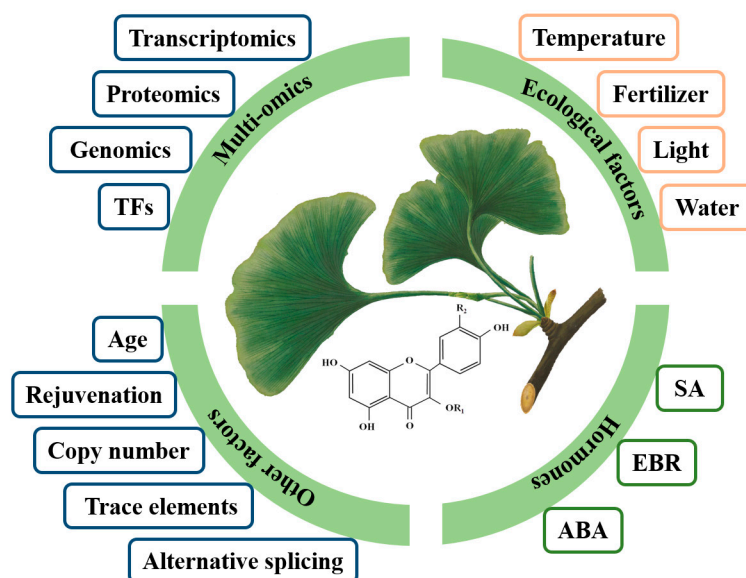 Transcriptomics
Proteomics
Genomics
TFs
Multi-omics
Temperature
Fertilizer
Light
Water
Ecological factors
Age
Rejuvenation
Copy number
Trace elements
Alternative splicing
Other factors
SA
EBR
ABA
Hormones
R₂
OH
HO
O
OR₁
OH
O